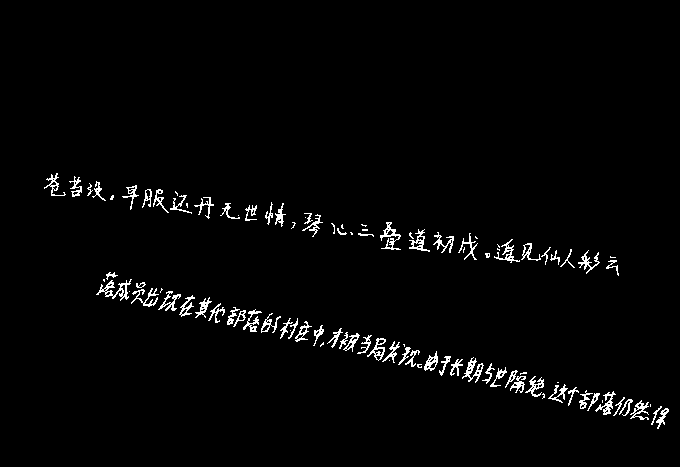 苍苔没。早服还丹无世情，琴心三叠道初成。遥见仙人彩云
落成员出现在其他部落的村庄中,才被当局发现。由于长期与世隔绝,这个部落仍然保